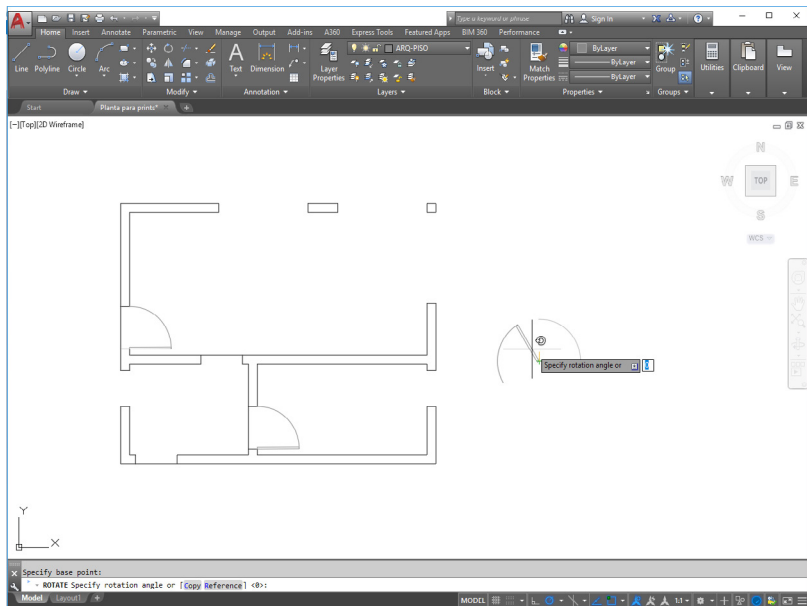 A
Type a keyword or phrase Sign In ?
Home Insert Annotate Parametric View Manage Output Add-ins A360 Express Tools Featured Apps BIM 360 Performance
ARQ-PISO ByLayer
ByLayer
ByLayer
Line Polyline Circle Arc A Text Dimension Layer Properties Insert Match Properties Group Utilities Clipboard View
Draw Modify Annotation Layers Block Properties Groups
Start Planta para prints* +
[−][Top][2D Wireframe]
N
W TOP E
S
WCS
Specify rotation angle or 0
Y
X
Specify base point:
ROTATE Specify rotation angle or [Copy Reference] <0>:
Model Layout1 + MODEL 1:1